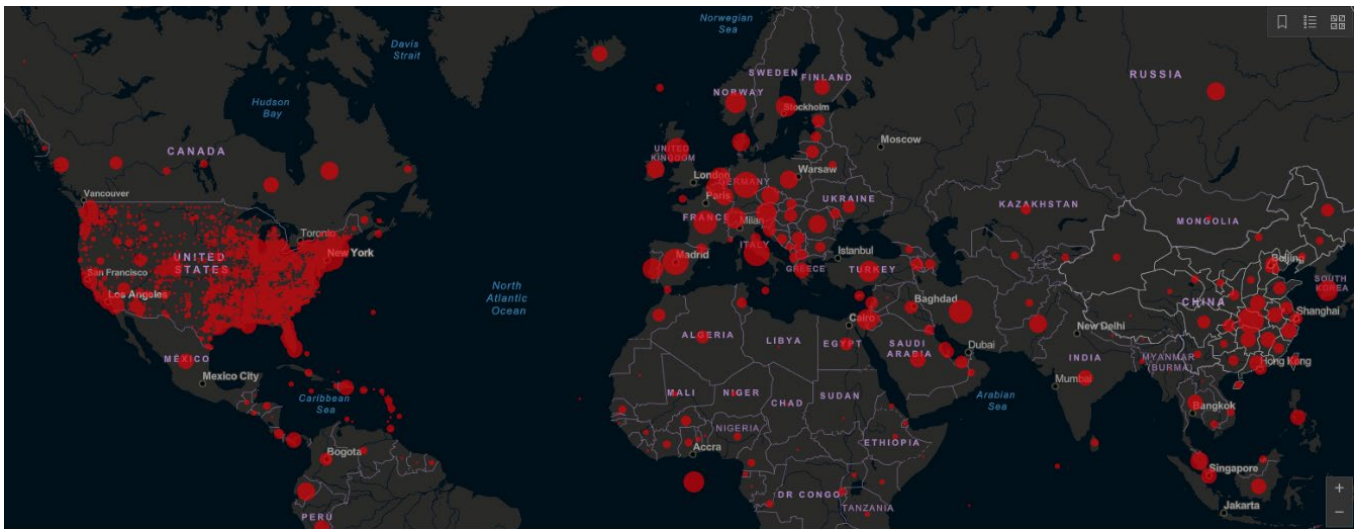 Norwegian
Sea
Davis
Strait
SWEDEN
FINLAND
RUSSIA
NORWAY
Hudson
Bay
Stockholm
Moscow
CANADA
UNITED
KINGDOM
Warsaw
London
GERMANY
Vancouver
Paris
UKRAINE
KAZAKHSTAN
MONGOLIA
FRANCE
Milan
Toronto
New York
UNITED
STATES
ITALY
Istanbul
Madrid
Beijing
San Francisco
GREECE
TURKEY
SOUTH
KOREA
Los Angeles
North
Atlantic
Ocean
Baghdad
CHINA
Shanghai
Cairo
New Delhi
ALGERIA
LIBYA
EGYPT
SAUDI
ARABIA
Dubai
MÉXICO
INDIA
MYANMAR
(BURMA)
Hong Kong
Mexico City
Mumbai
Caribbean
Sea
MALI
NIGER
CHAD
SUDAN
Arabian
Sea
Bangkok
NIGERIA
ETHIOPIA
Bogota
Accra
Singapore
DR CONGO
TANZANIA
Jakarta
PERÚ